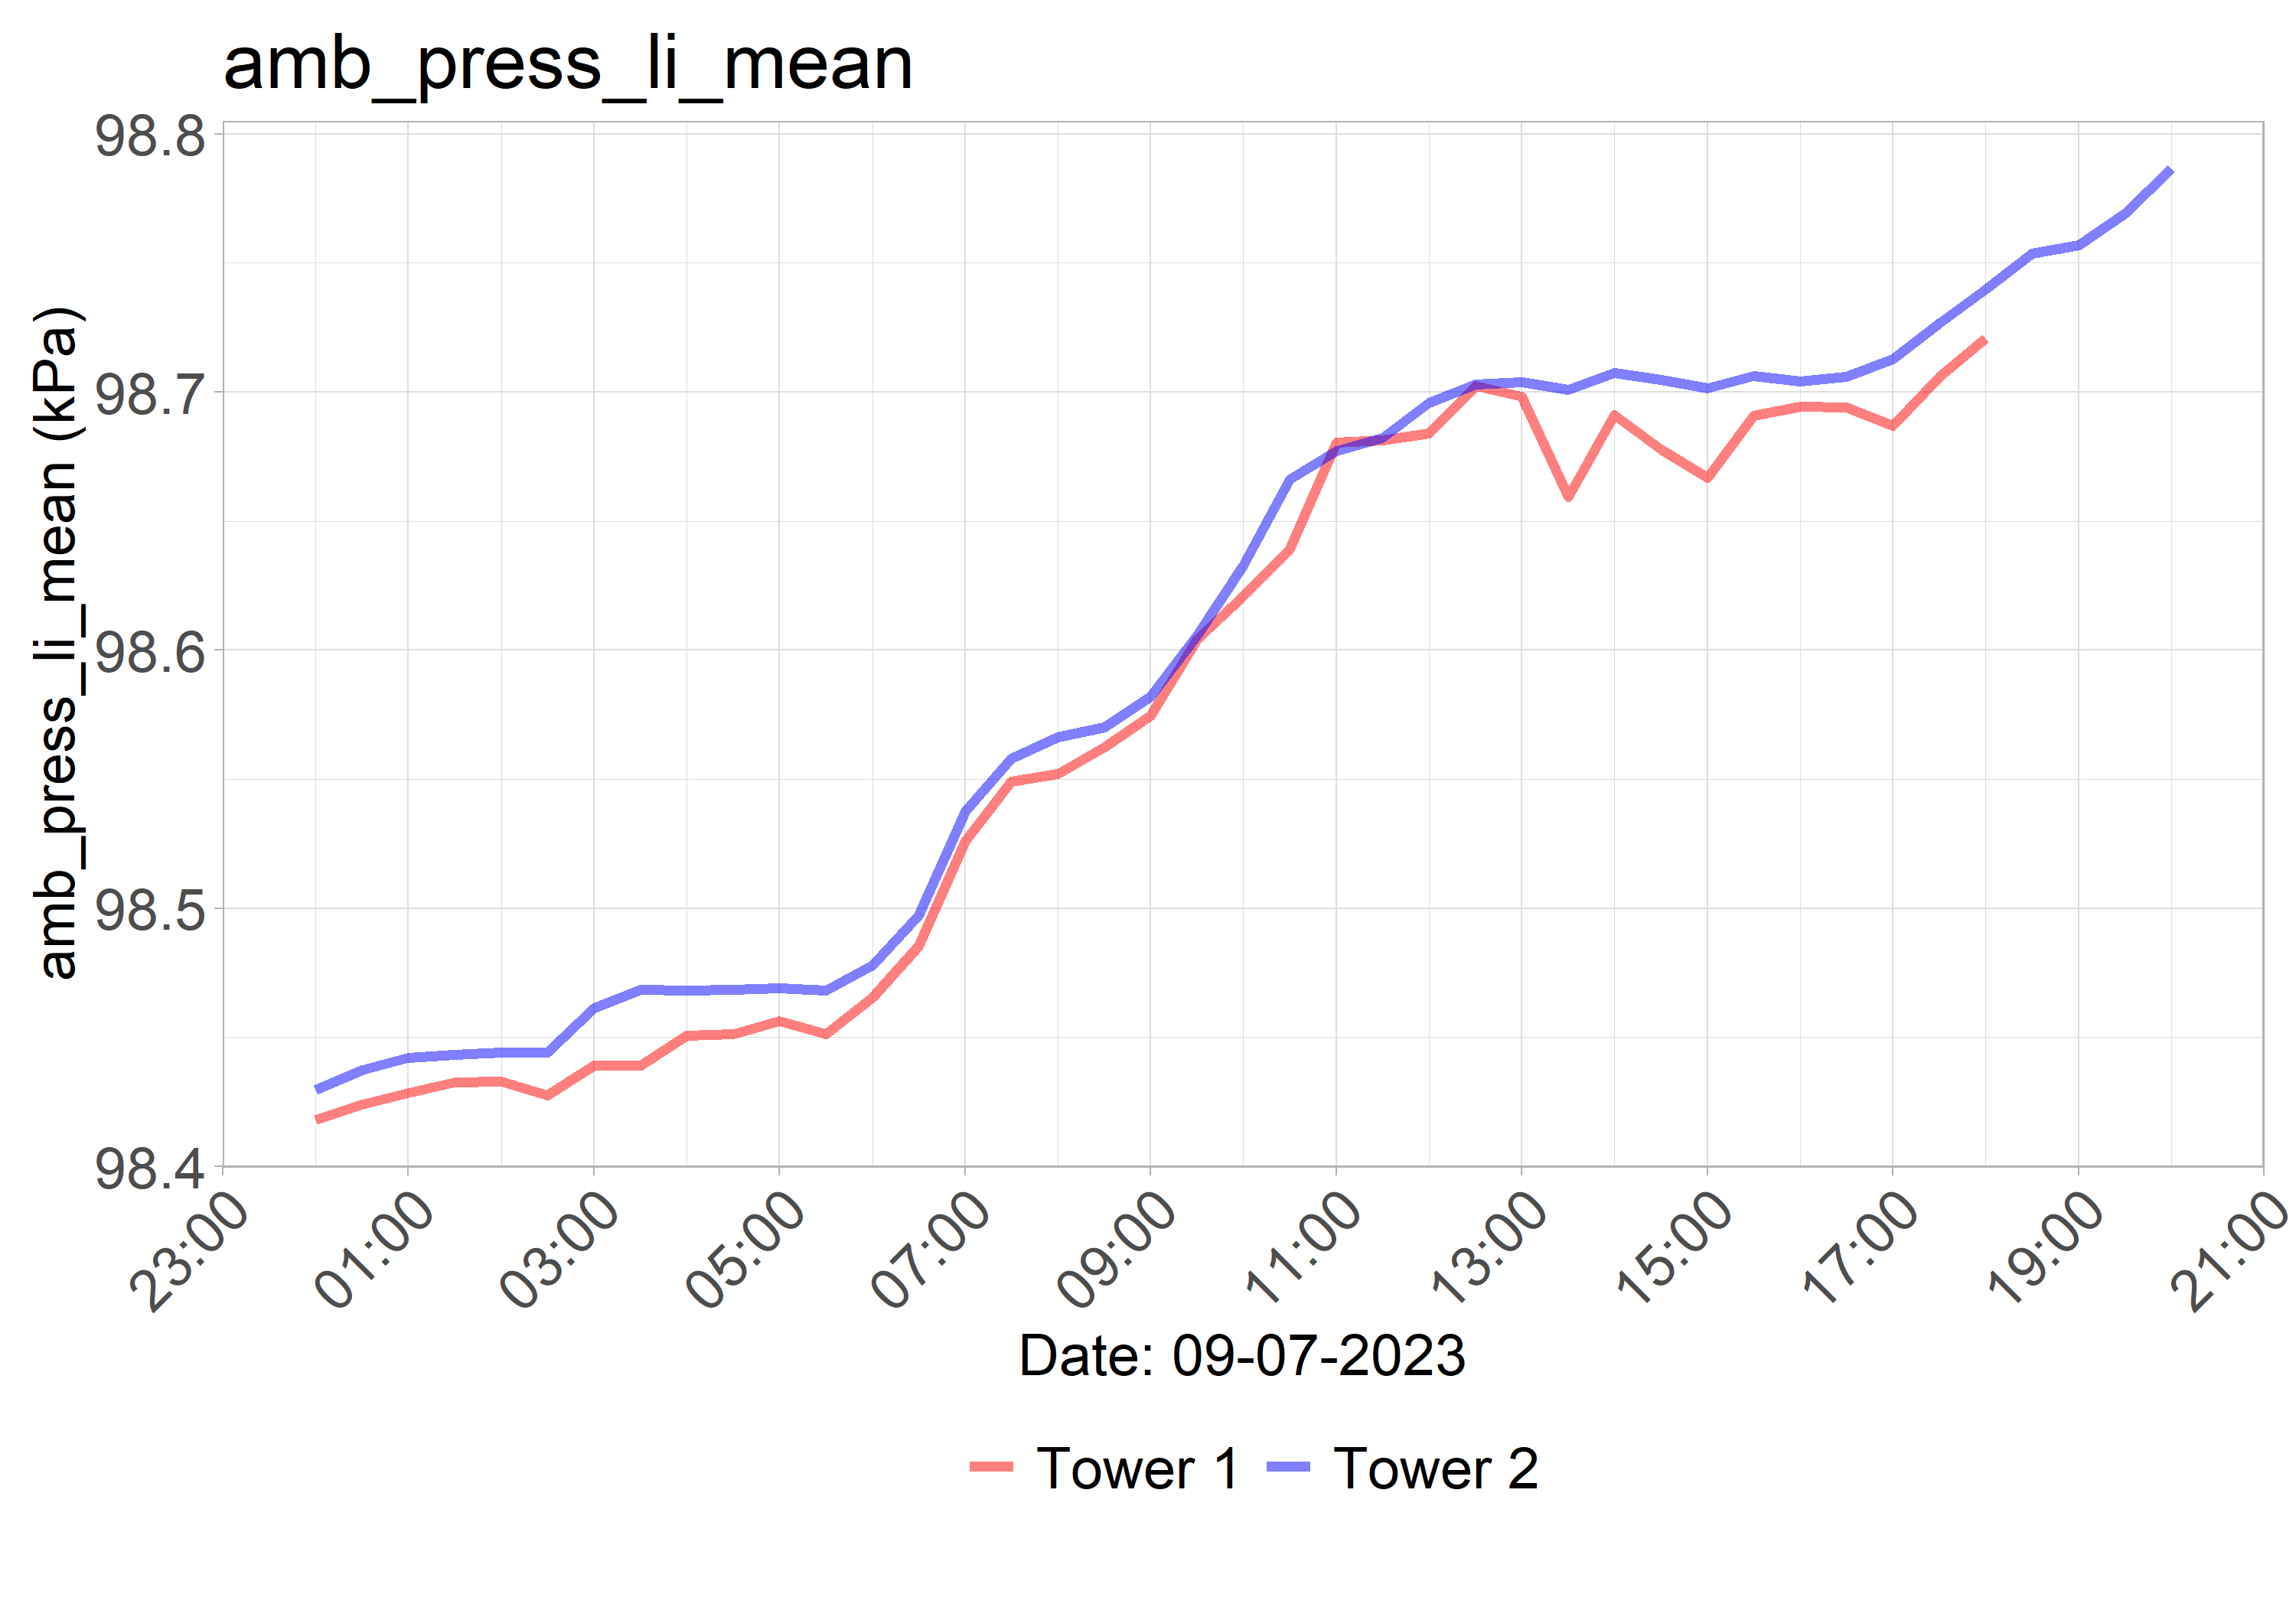 amb_press_li_mean
amb_press_li_mean (kPa)
98.8
98.7
98.6
98.5
98.4
23:00 01:00 03:00 05:00 07:00 09:00 11:00 13:00 15:00 17:00 19:00 21:00
Date: 09-07-2023
Tower 1 Tower 2